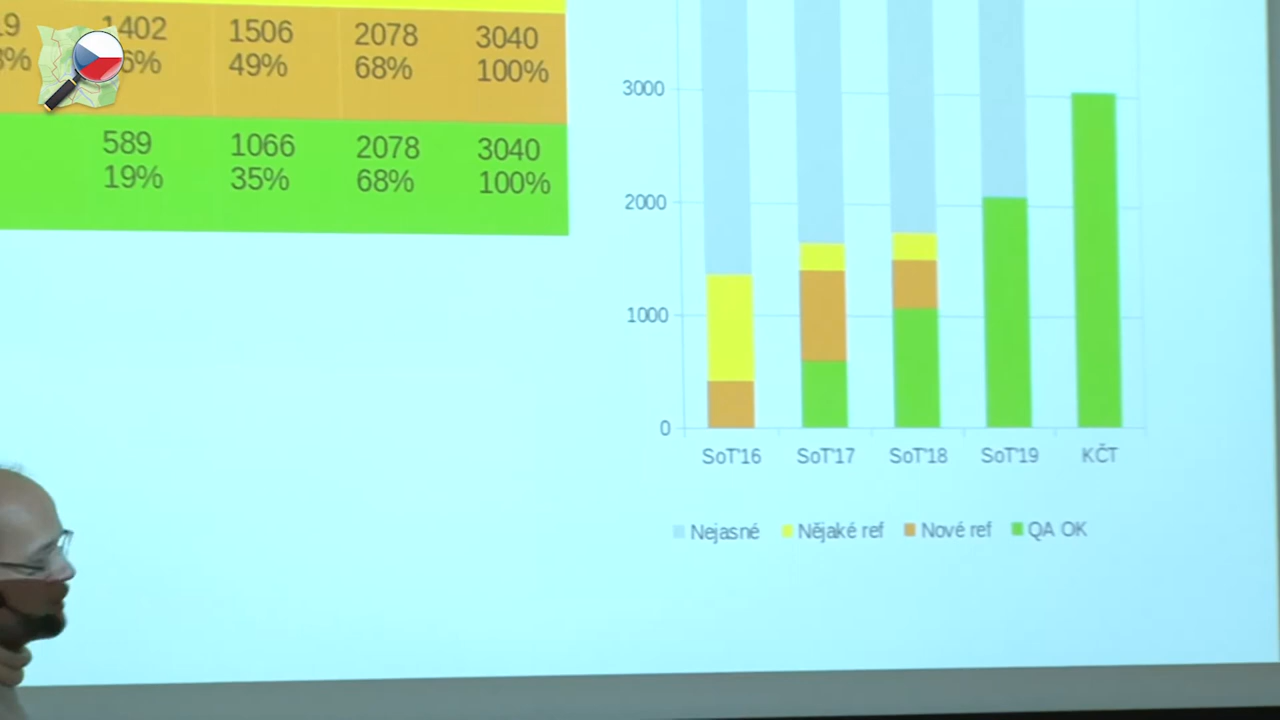 1402 1506 2078 3040
49% 68% 100%
589 1066 2078 3040
19% 35% 68% 100%
3000
2000
1000
0
SoT'16 SoT'17 SoT'18 SoT'19 KČT
Nejasné Nějaké ref Nové ref QA OK